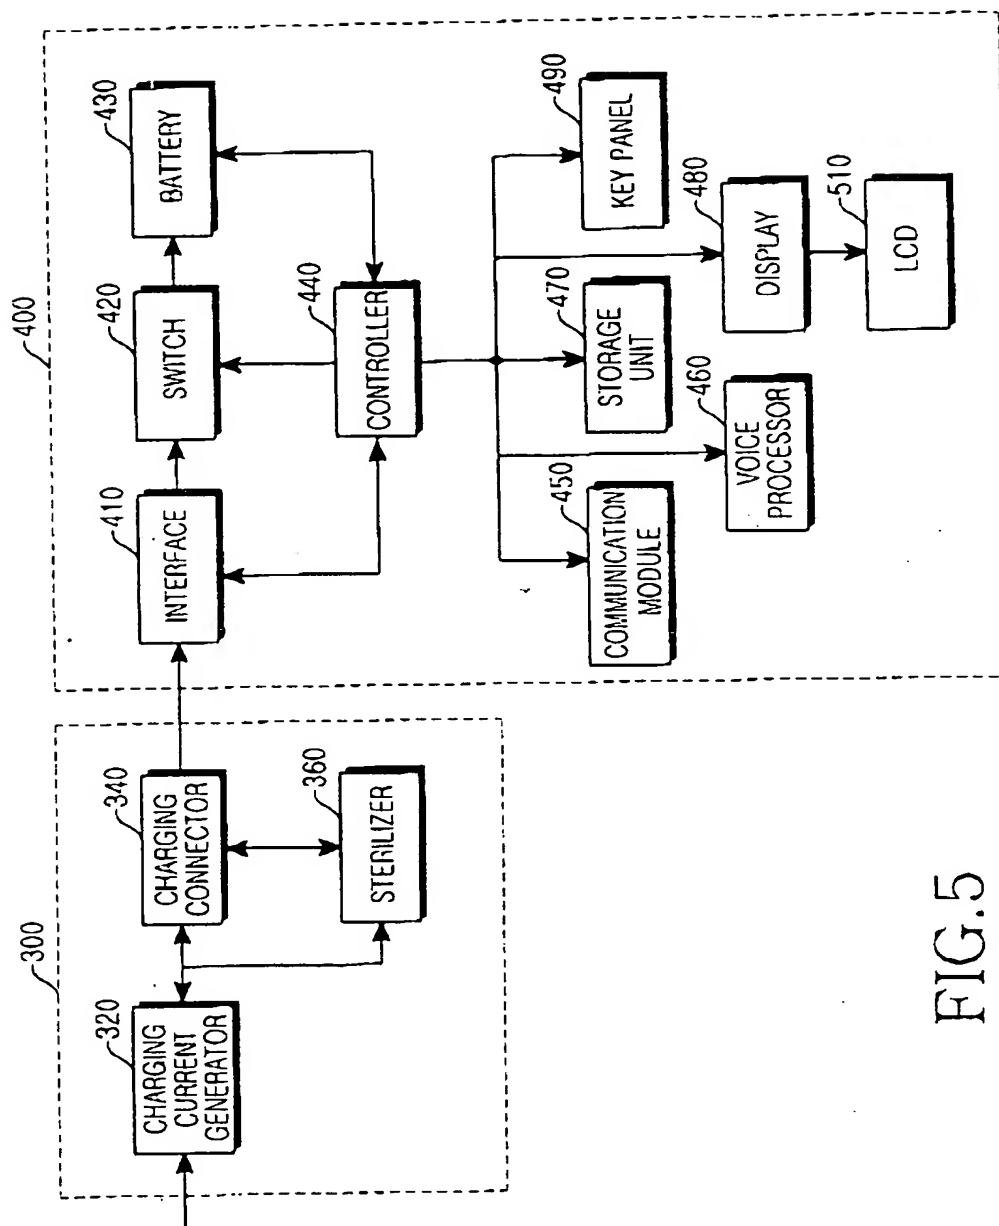 300
320
CHARGING
CURRENT
GENERATOR
340
CHARGING
CONNECTOR
360
STERILIZER
400
410
INTERFACE
420
SWITCH
430
BATTERY
440
CONTROLLER
450
COMMUNICATION
MODULE
460
VOICE
PROCESSOR
470
STORAGE
UNIT
480
DISPLAY
490
KEY PANEL
510
LCD
FIG.5